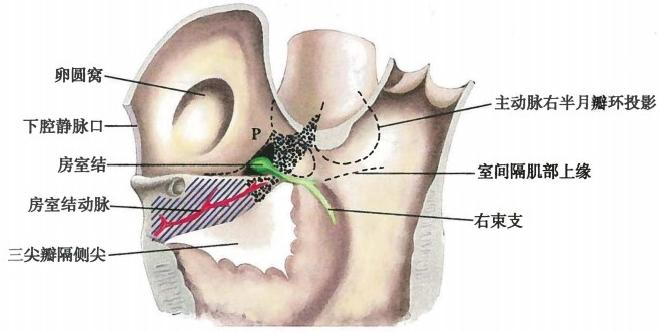 卵圆窝
下腔静脉口
P
房室结
房室结动脉
三尖瓣隔侧尖
主动脉右半月瓣环投影
室间隔肌部上缘
右束支